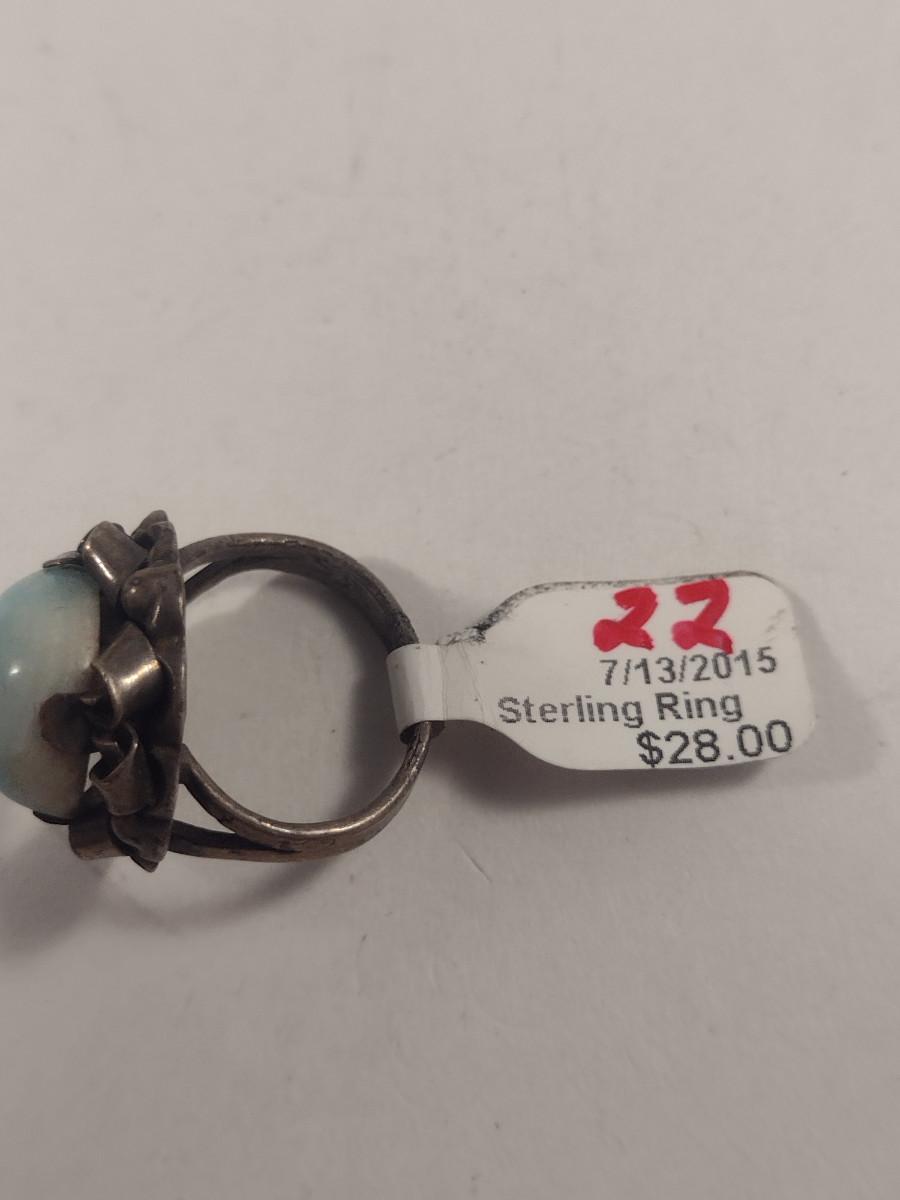 22
7/13/2015
Sterling Ring
$28.00